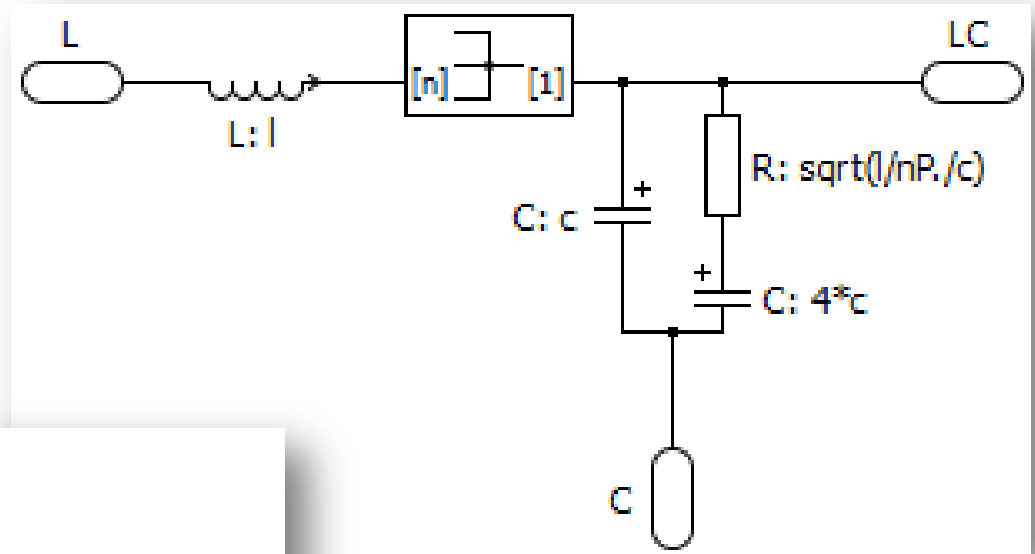 L
LC
[n]
[1]
L: l
R: sqrt(l/nP./c)
+
C: c
+
C: 4*c
C